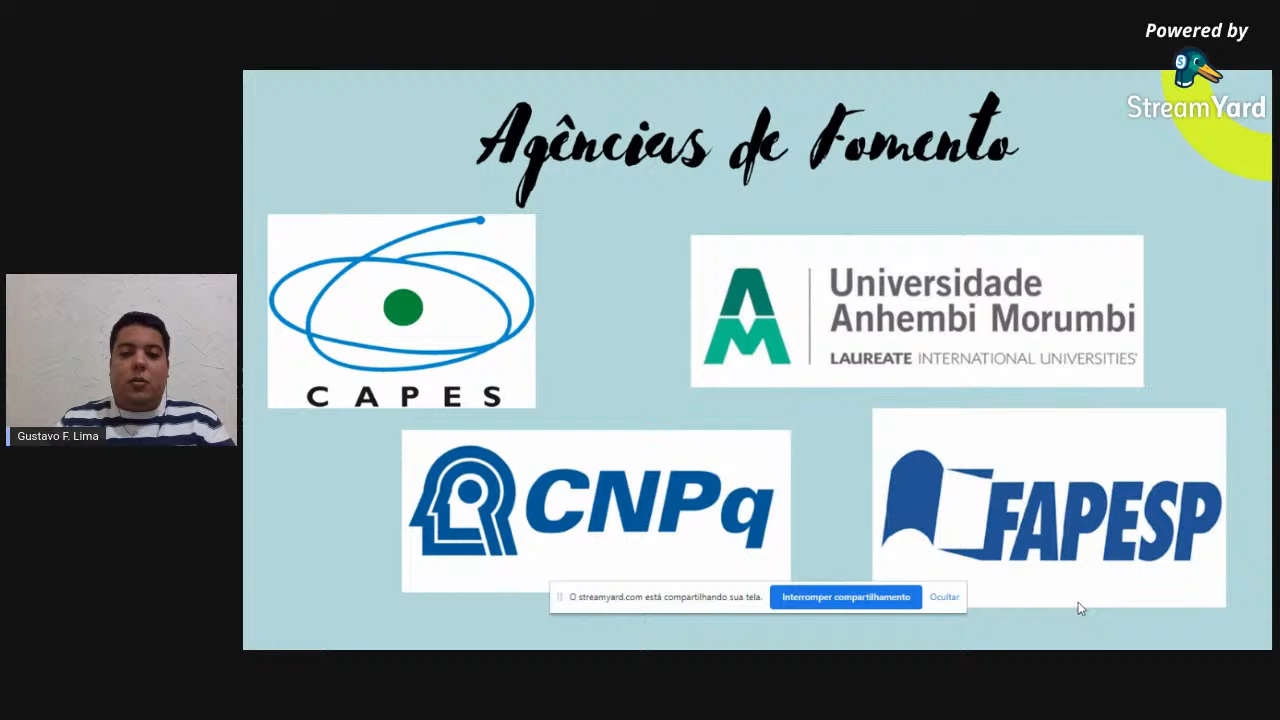 Powered by
StreamYard
Agências de Fomento
CAPES
Universidade
Anhembi Morumbi
LAUREATE INTERNATIONAL UNIVERSITIES
CNPq
FAPESP
Gustavo F. Lima
O streamyard.com está compartilhando sua tela.
Interromper compartilhamento
Ocultar